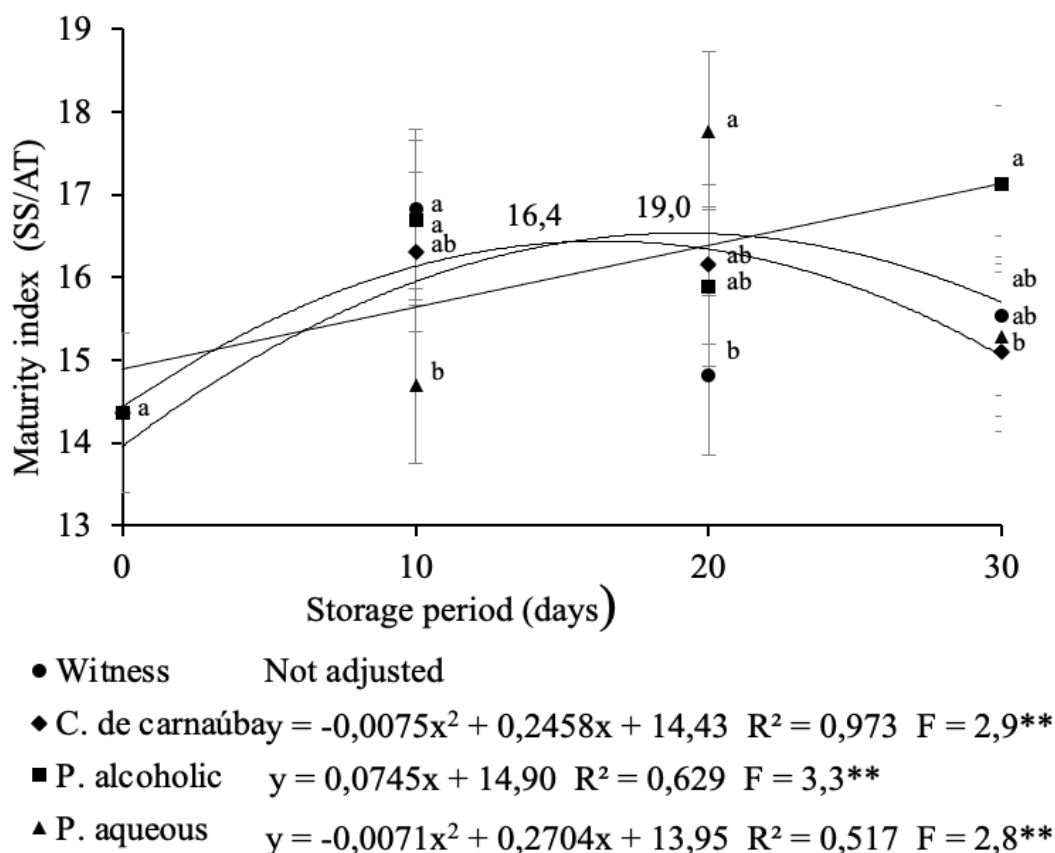 19
18
17
16
15
14
13
Maturity index (SS/AT)
a
a
a
ab
b
16,4
19,0
a
ab
ab
b
a
ab
ab
b
0
10
20
30
Storage period (days)
Witness Not adjusted
C. de carnaúba y = -0,0075x² + 0,2458x + 14,43 R² = 0,973 F = 2,9**
P. alcoholic y = 0,0745x + 14,90 R² = 0,629 F = 3,3**
P. aqueous y = -0,0071x² + 0,2704x + 13,95 R² = 0,517 F = 2,8**